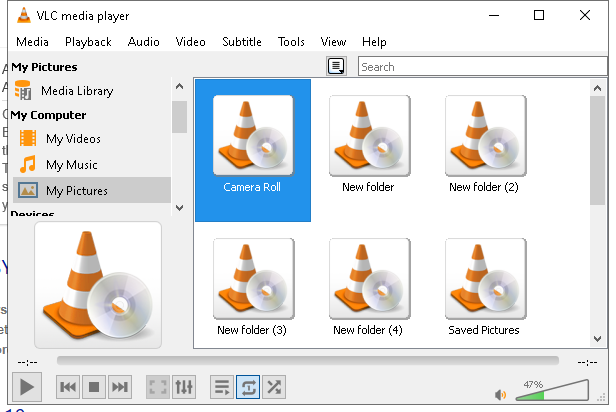 VLC media player
Media Playback Audio Video Subtitle Tools View Help
My Pictures
Search
Media Library
My Computer
My Videos
My Music
My Pictures
Devices
Camera Roll New folder New folder (2)
New folder (3) New folder (4) Saved Pictures
--:-- --:--
47%